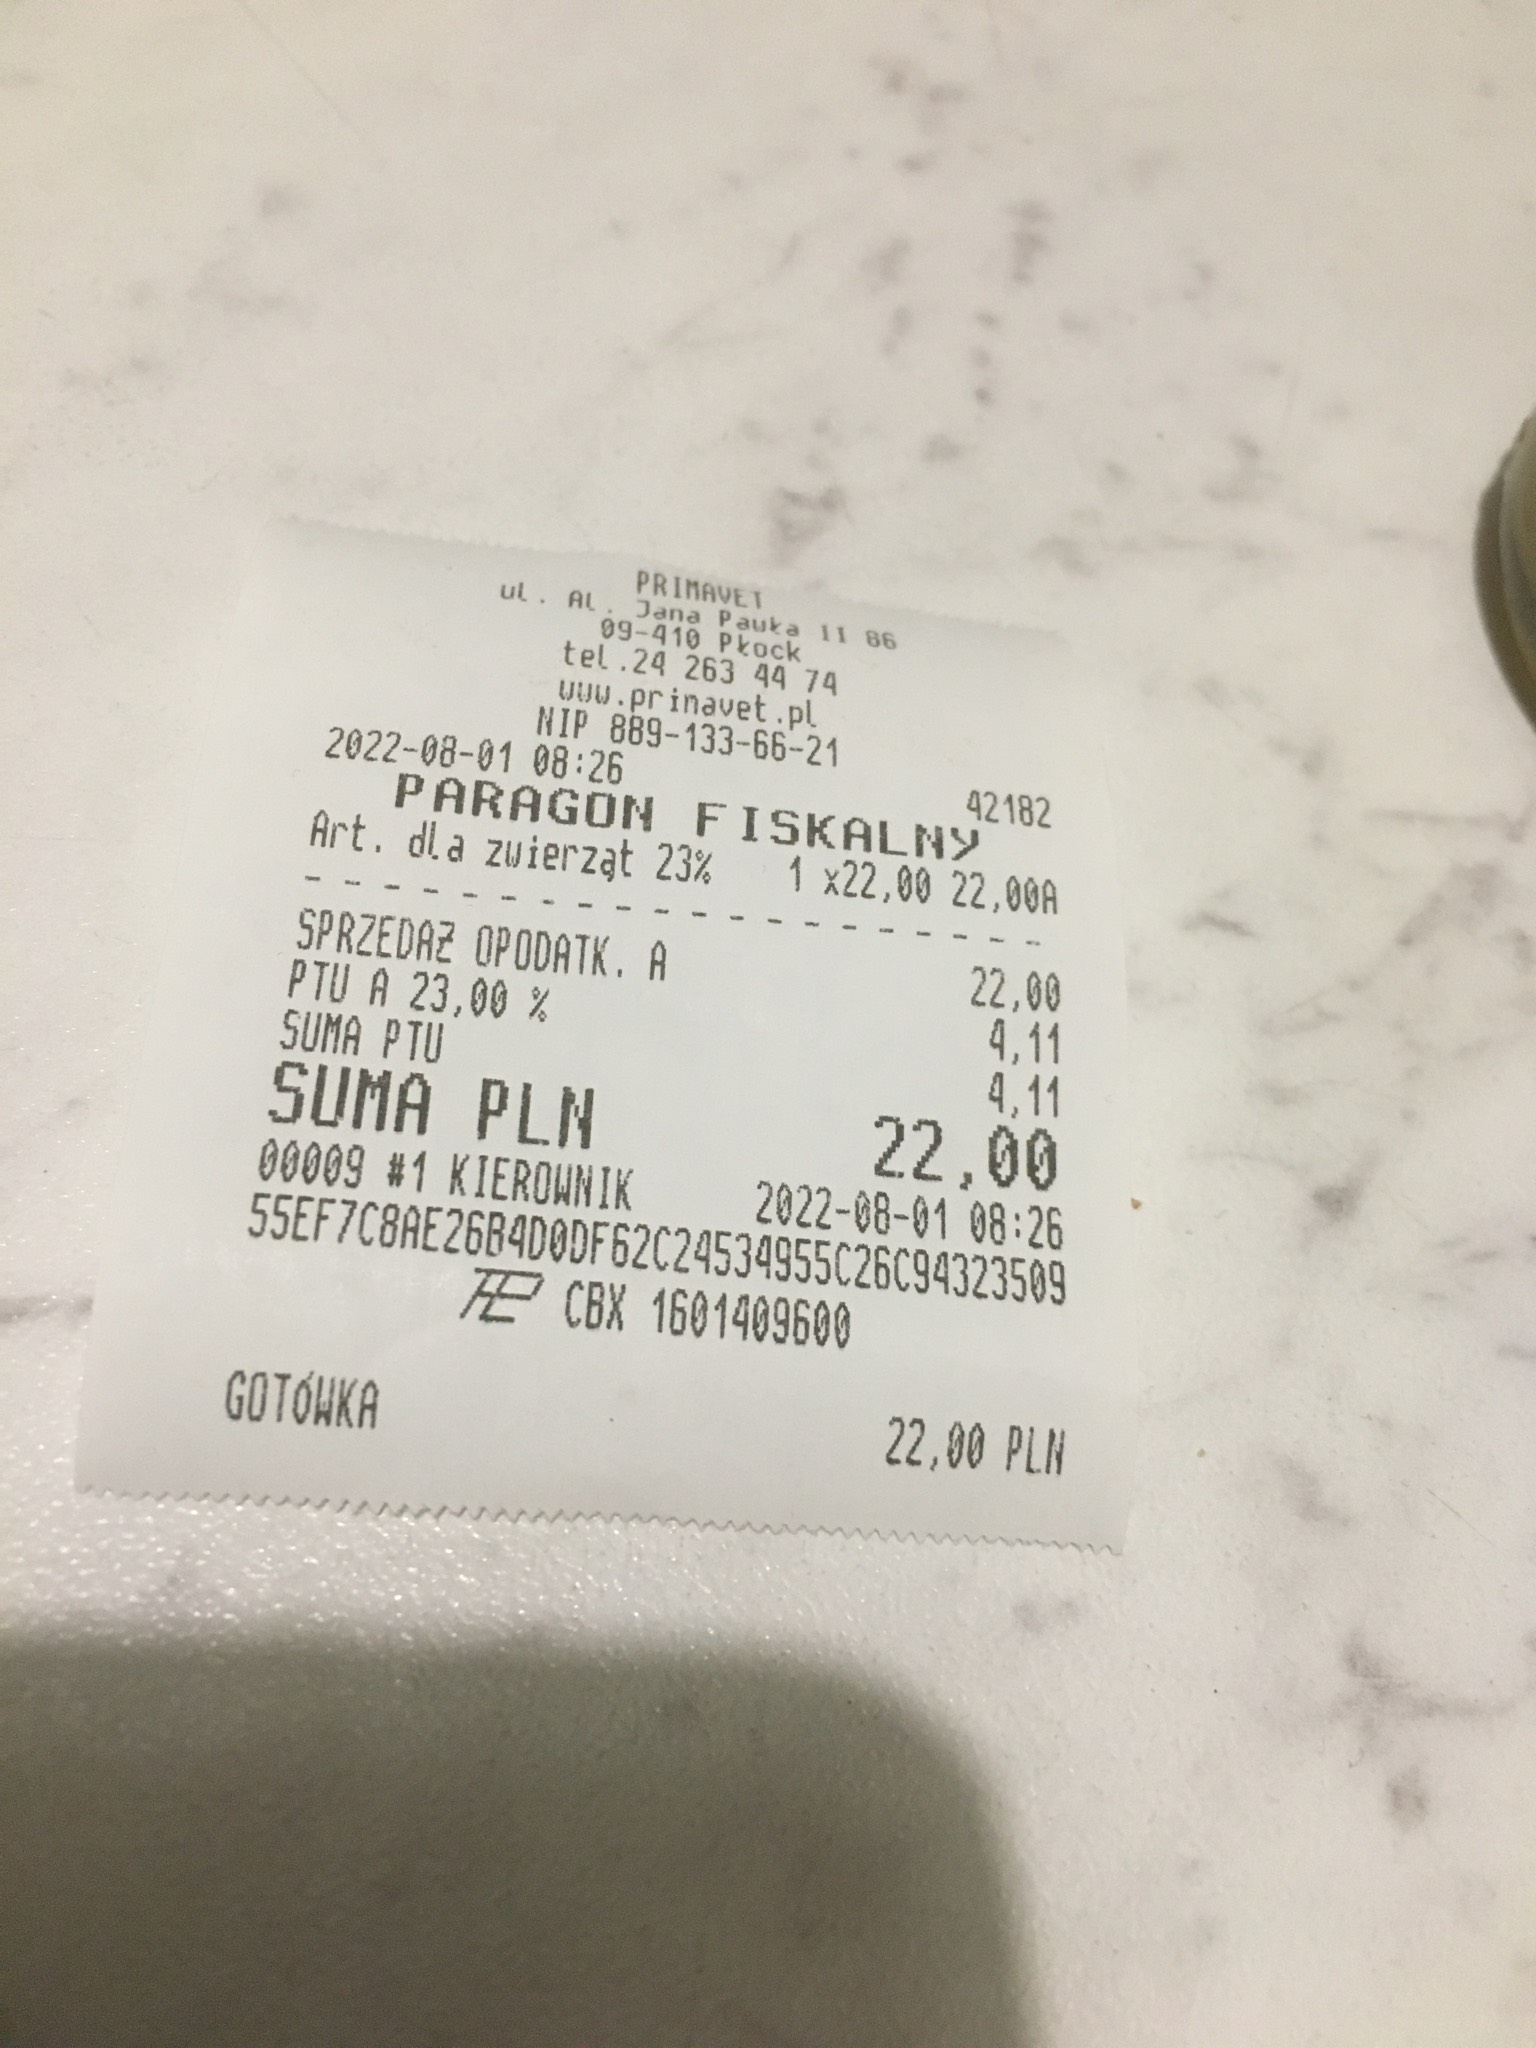 PRIMAVET
ul. Al. Jana Pawła II 86
09-410 Płock
tel.24 263 44 74
www.primavet.pl
NIP 889-133-66-21
2022-08-01 08:26 42182
PARAGON FISKALNY
Art. dla zwierząt 23% 1 x22,00 22,00A
SPRZEDAŻ OPODATK. A 22,00
PTU A 23,00 % 4,11
SUMA PTU 4,11
SUMA PLN 22,00
00009 #1 KIEROWNIK 2022-08-01 08:26
55EF7C8AE26B4D0DF62C24534955C26C94323509
CBX 1601409600
GOTÓWKA 22,00 PLN